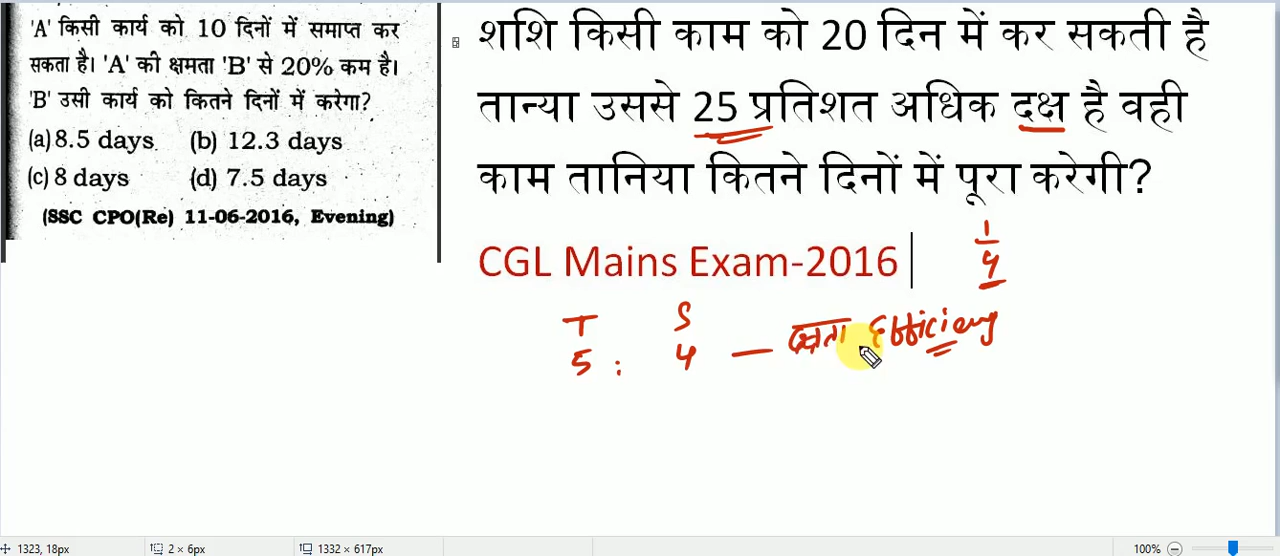 'A' किसी कार्य को 10 दिनों में समाप्त कर
सकता है। 'A' की क्षमता 'B' से 20% कम है।
'B' उसी कार्य को कितने दिनों में करेगा?
(a) 8.5 days (b) 12.3 days
(c) 8 days (d) 7.5 days
(SSC CPO(Re) 11-06-2016, Evening)
शशि किसी काम को 20 दिन में कर सकती है
तान्या उससे 25 प्रतिशत अधिक दक्ष है वही
काम तानिया कितने दिनों में पूरा करेगी?
CGL Mains Exam-2016
1
4
T S
5 : 4 — क्षमता Efficieny
1323, 18px 2 × 6px 1332 × 617px 100%